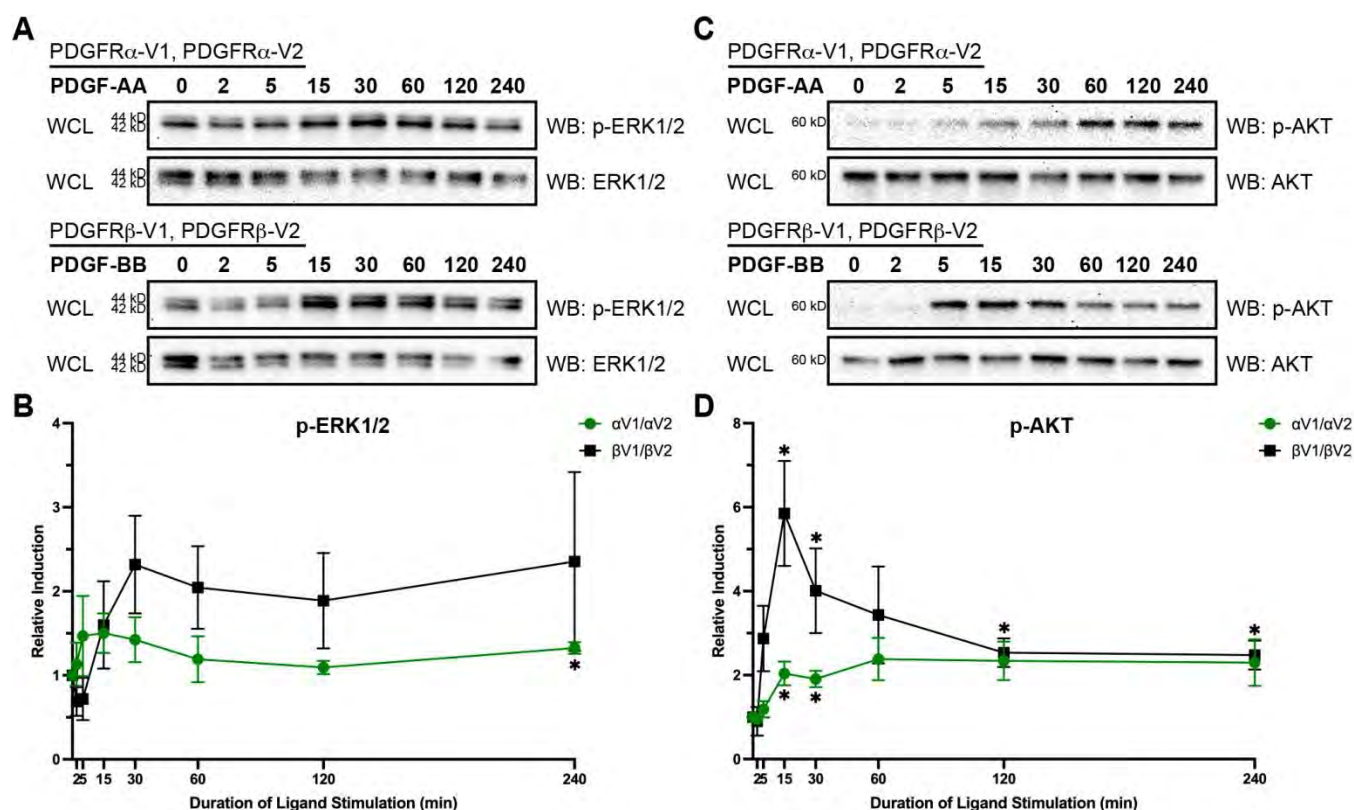 A
PDGFRα-V1, PDGFRα-V2
PDGF-AA 0 2 5 15 30 60 120 240
WCL 44 kD 42 kD WB: p-ERK1/2
WCL 44 kD 42 kD WB: ERK1/2
PDGFRβ-V1, PDGFRβ-V2
PDGF-BB 0 2 5 15 30 60 120 240
WCL 44 kD 42 kD WB: p-ERK1/2
WCL 44 kD 42 kD WB: ERK1/2
C
PDGFRα-V1, PDGFRα-V2
PDGF-AA 0 2 5 15 30 60 120 240
WCL 60 kD WB: p-AKT
WCL 60 kD WB: AKT
PDGFRβ-V1, PDGFRβ-V2
PDGF-BB 0 2 5 15 30 60 120 240
WCL 60 kD WB: p-AKT
WCL 60 kD WB: AKT
B
p-ERK1/2
αV1/αV2
βV1/βV2
Relative Induction
4
3
2
1
0
2 5 15 30 60 120 240
*
Duration of Ligand Stimulation (min)
D
p-AKT
αV1/αV2
βV1/βV2
Relative Induction
8
6
4
2
0
* * * *
* *
2 5 15 30 60 120 240
Duration of Ligand Stimulation (min)